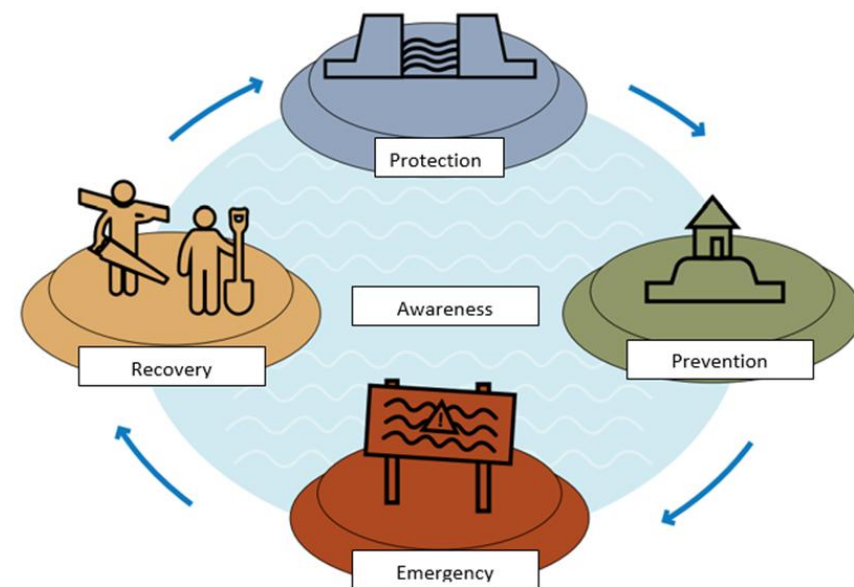 Protection
Awareness
Recovery
Prevention
Emergency